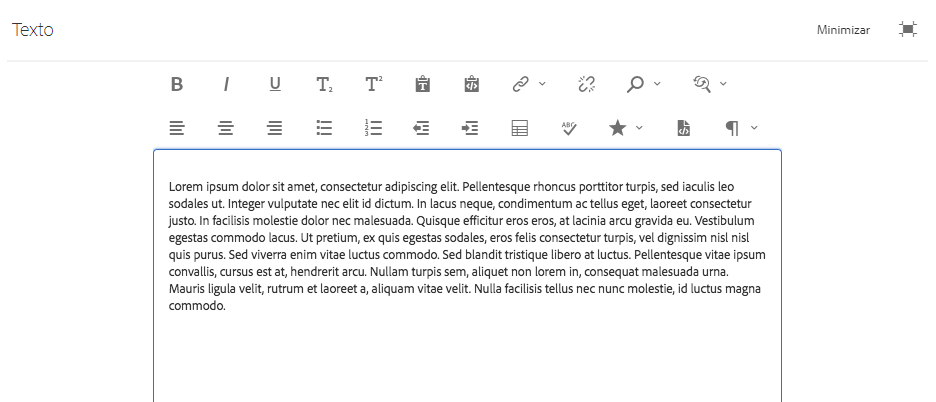 Texto
Minimizar
B I U T2 T2 T
1
2
3
ABC
Lorem ipsum dolor sit amet, consectetur adipiscing elit. Pellentesque rhoncus porttitor turpis, sed iaculis leo
sodales ut. Integer vulputate nec elit id dictum. In lacus neque, condimentum ac tellus eget, laoreet consectetur
justo. In facilisis molestie dolor nec malesuada. Quisque efficitur eros eros, at lacinia arcu gravida eu. Vestibulum
egestas commodo lacus. Ut pretium, ex quis egestas sodales, eros felis consectetur turpis, vel dignissim nisl nisl
quis purus. Sed viverra enim vitae luctus commodo. Sed blandit tristique libero at luctus. Pellentesque vitae ipsum
convallis, cursus est at, hendrerit arcu. Nullam turpis sem, aliquet non lorem in, consequat malesuada urna.
Mauris ligula velit, rutrum et laoreet a, aliquam vitae velit. Nulla facilisis tellus nec nunc molestie, id luctus magna
commodo.